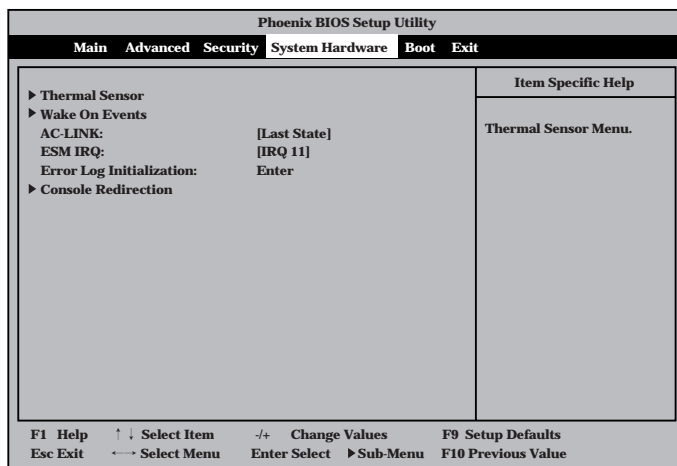 Phoenix BIOS Setup Utility
Main Advanced Security System Hardware Boot Exit
▶ Thermal Sensor
▶ Wake On Events
AC-LINK: [Last State]
ESM IRQ: [IRQ 11]
Error Log Initialization: Enter
▶ Console Redirection
Item Specific Help
Thermal Sensor Menu.
F1 Help ↑↓ Select Item -/+ Change Values F9 Setup Defaults
Esc Exit ←→ Select Menu Enter Select ▶ Sub-Menu F10 Previous Value